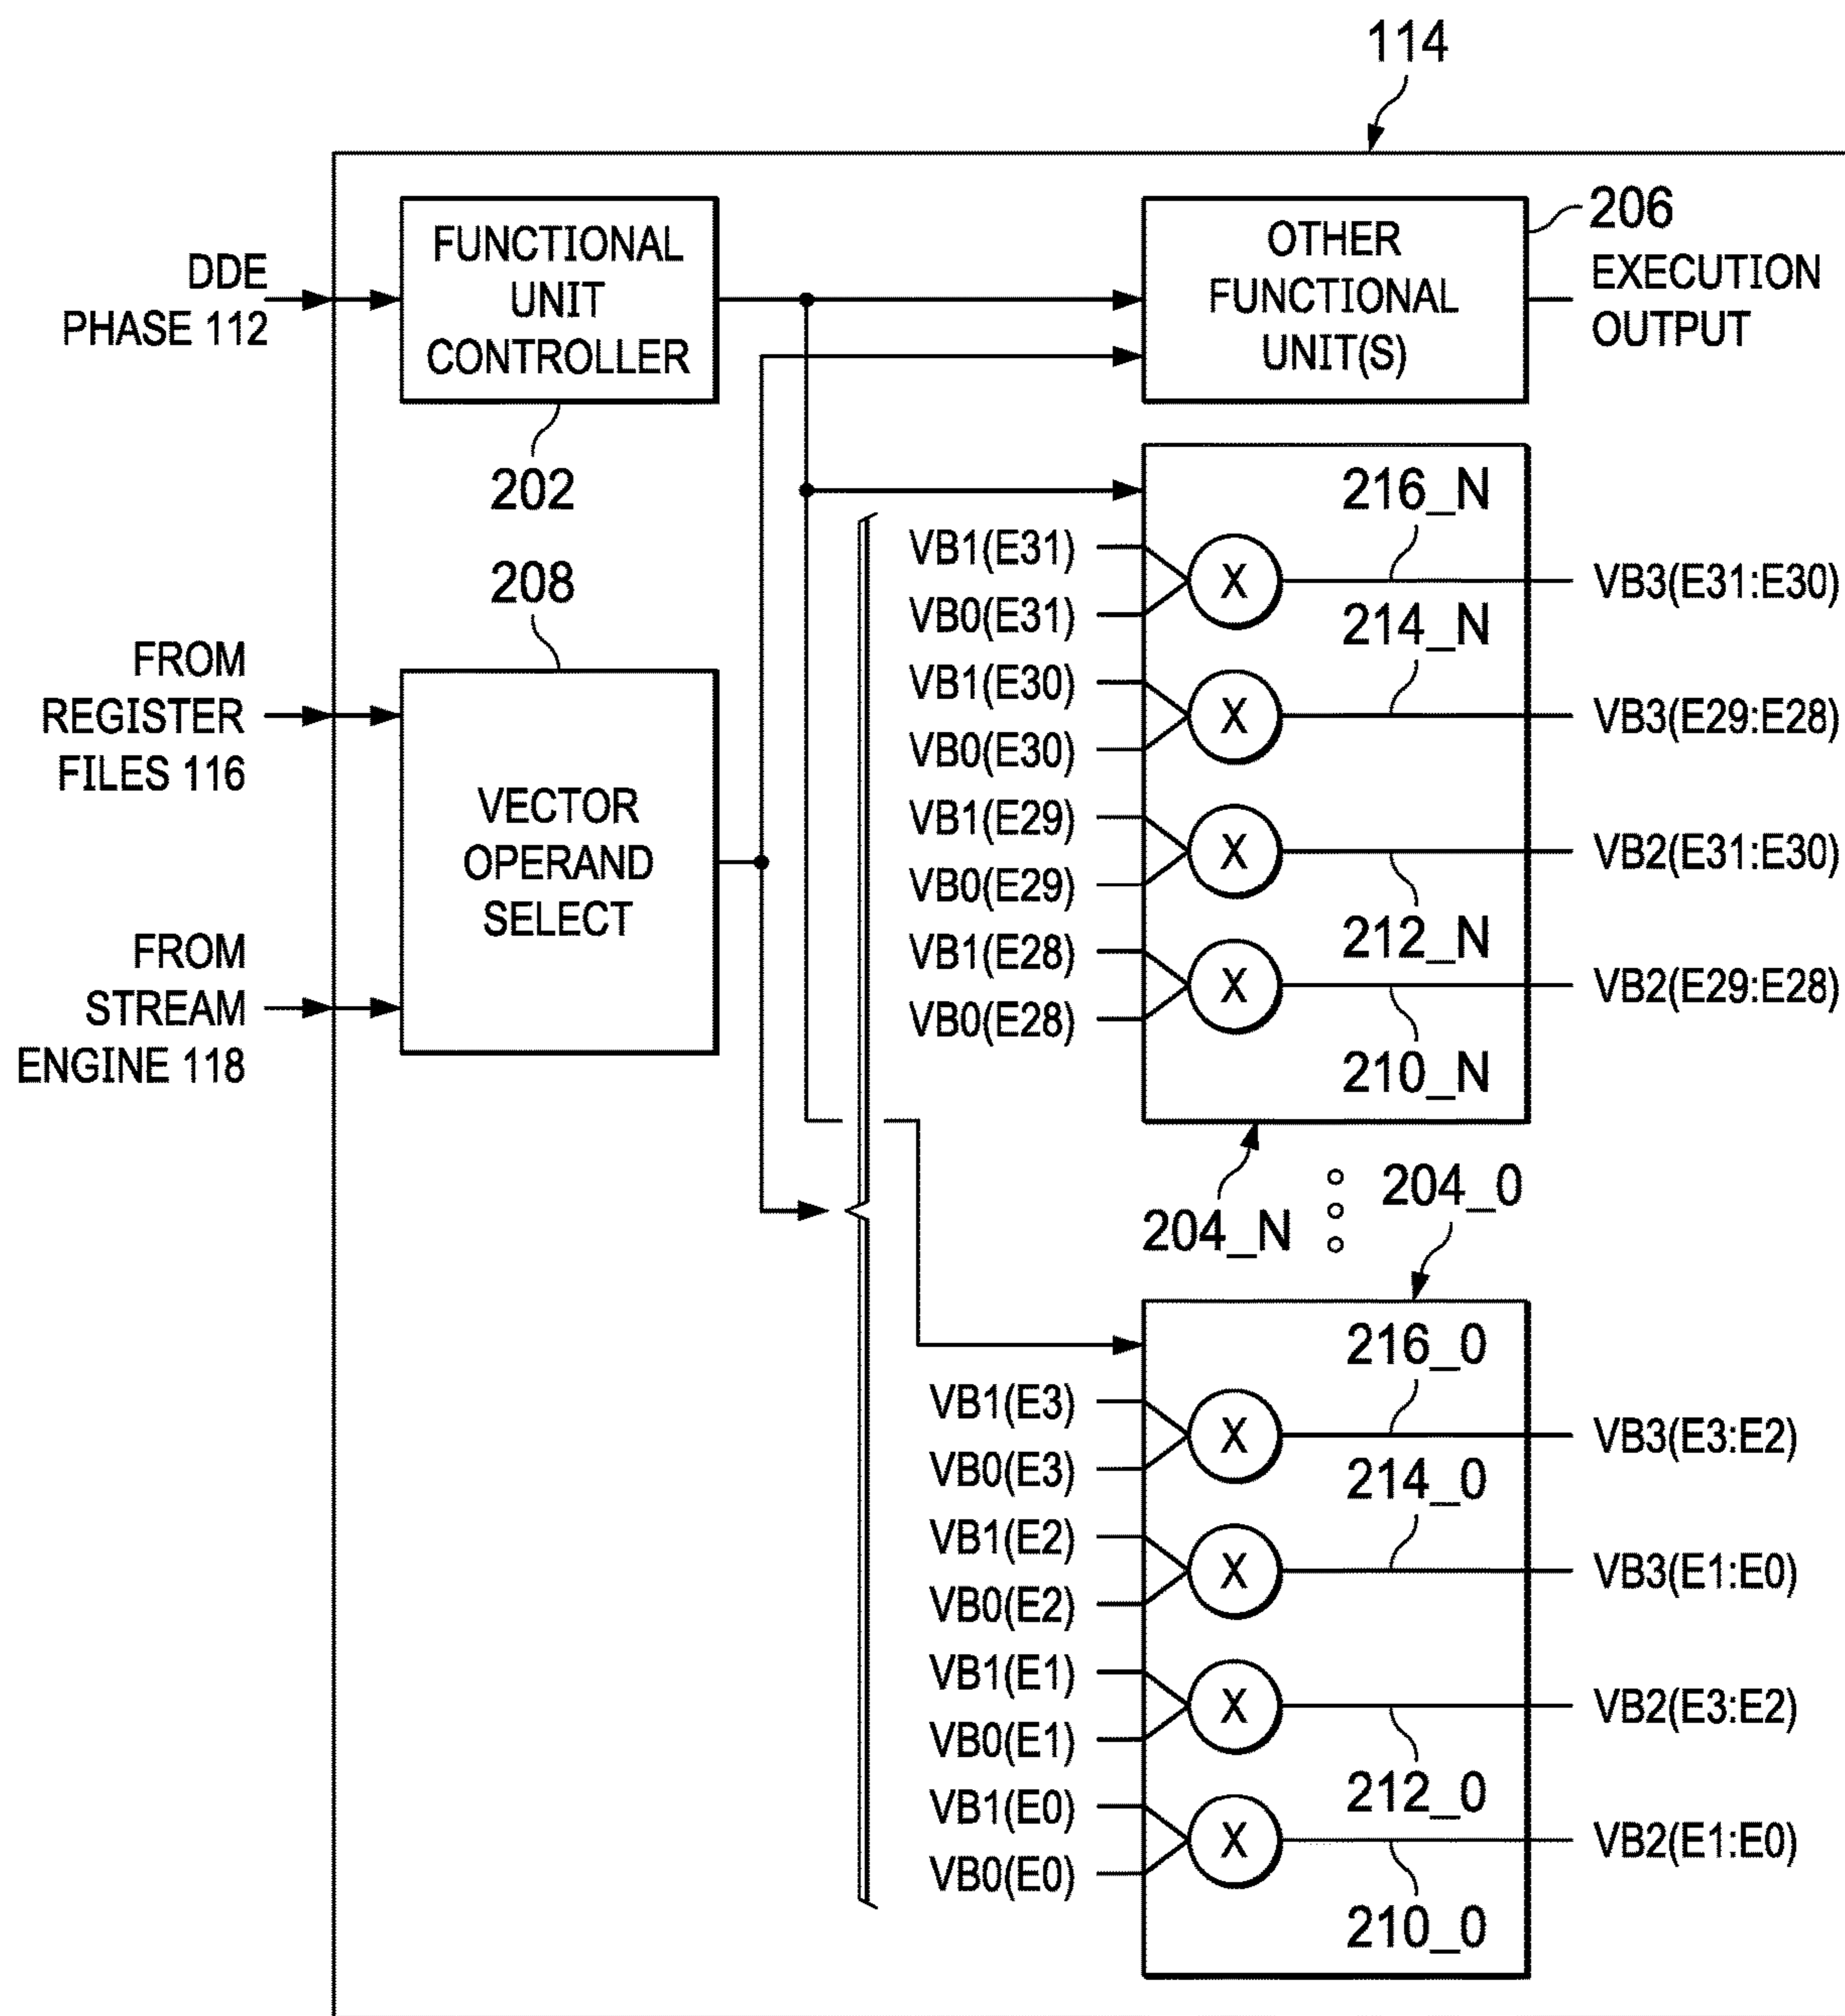 114
206
DDE
PHASE 112
FUNCTIONAL
UNIT
CONTROLLER
OTHER
FUNCTIONAL
UNIT(S)
EXECUTION
OUTPUT
202
208
FROM
REGISTER
FILES 116
VECTOR
OPERAND
SELECT
FROM
STREAM
ENGINE 118
216_N
VB1(E31)
X
VB3(E31:E30)
VB0(E31)
214_N
VB1(E30)
X
VB3(E29:E28)
VB0(E30)
VB1(E29)
X
VB2(E31:E30)
VB0(E29)
212_N
VB1(E28)
X
VB2(E29:E28)
VB0(E28)
210_N
204_N
204_0
216_0
VB1(E3)
X
VB3(E3:E2)
VB0(E3)
214_0
VB1(E2)
X
VB3(E1:E0)
VB0(E2)
VB1(E1)
X
VB2(E3:E2)
VB0(E1)
212_0
VB1(E0)
X
VB2(E1:E0)
VB0(E0)
210_0